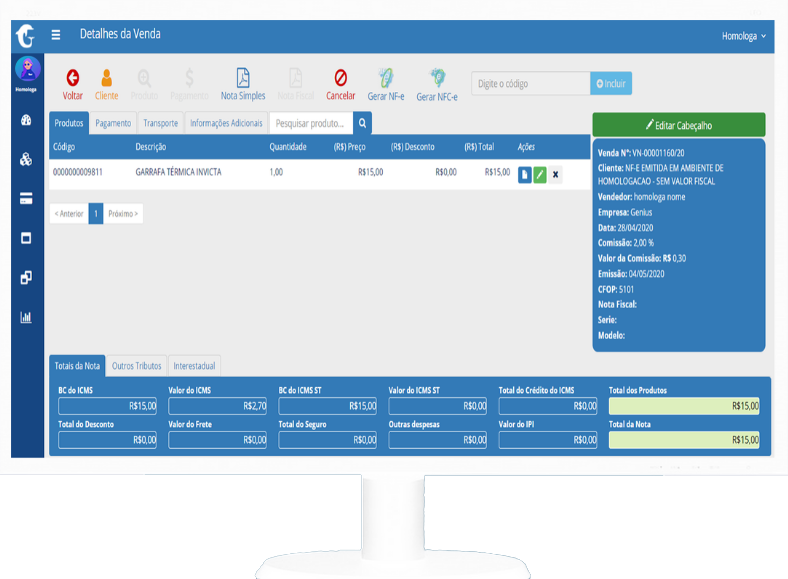 Detalhes da Venda
Homologa
Homologa
Voltar
Cliente
Produto
Pagamento
Nota Simples
Nota Fiscal
Cancelar
Gerar NF-e
Gerar NFC-e
Digite o código
Incluir
Produtos
Pagamento
Transporte
Informações Adicionais
Pesquisar produto...
Editar Cabeçalho
Código Descrição Quantidade (R$) Preço (R$) Desconto (R$) Total Ações
0000000009811 GARRAFA TÉRMICA INVICTA 1,00 R$15,00 R$0,00 R$15,00
< Anterior 1 Próximo >
Venda Nº: VN-00001160/20
Cliente: NF-E EMITIDA EM AMBIENTE DE
HOMOLOGACAO - SEM VALOR FISCAL
Vendedor: homologa nome
Empresa: Genius
Data: 28/04/2020
Comissão: 2,00 %
Valor da Comissão: R$ 0,30
Emissão: 04/05/2020
CFOP: 5101
Nota Fiscal:
Serie:
Modelo:
Totais da Nota
Outros Tributos
Interestadual
BC do ICMS Valor do ICMS BC do ICMS ST Valor do ICMS ST Total do Crédito do ICMS Total dos Produtos
R$15,00 R$2,70 R$15,00 R$0,00 R$0,00 R$15,00
Total do Desconto Valor do Frete Total do Seguro Outras despesas Valor do IPI Total da Nota
R$0,00 R$0,00 R$0,00 R$0,00 R$0,00 R$15,00